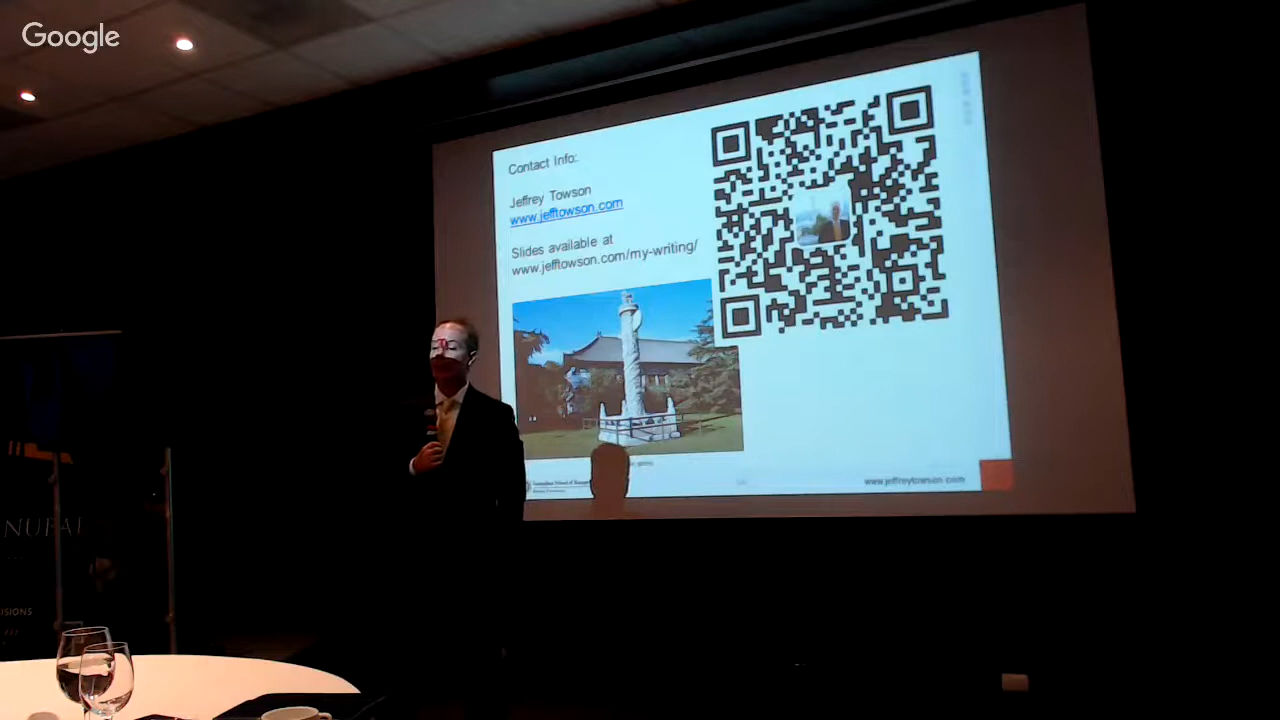 Google
Contact Info:
Jeffrey Towson
www.jefftowson.com
Slides available at
www.jefftowson.com/my-writing/
www.jeffreytowson.com